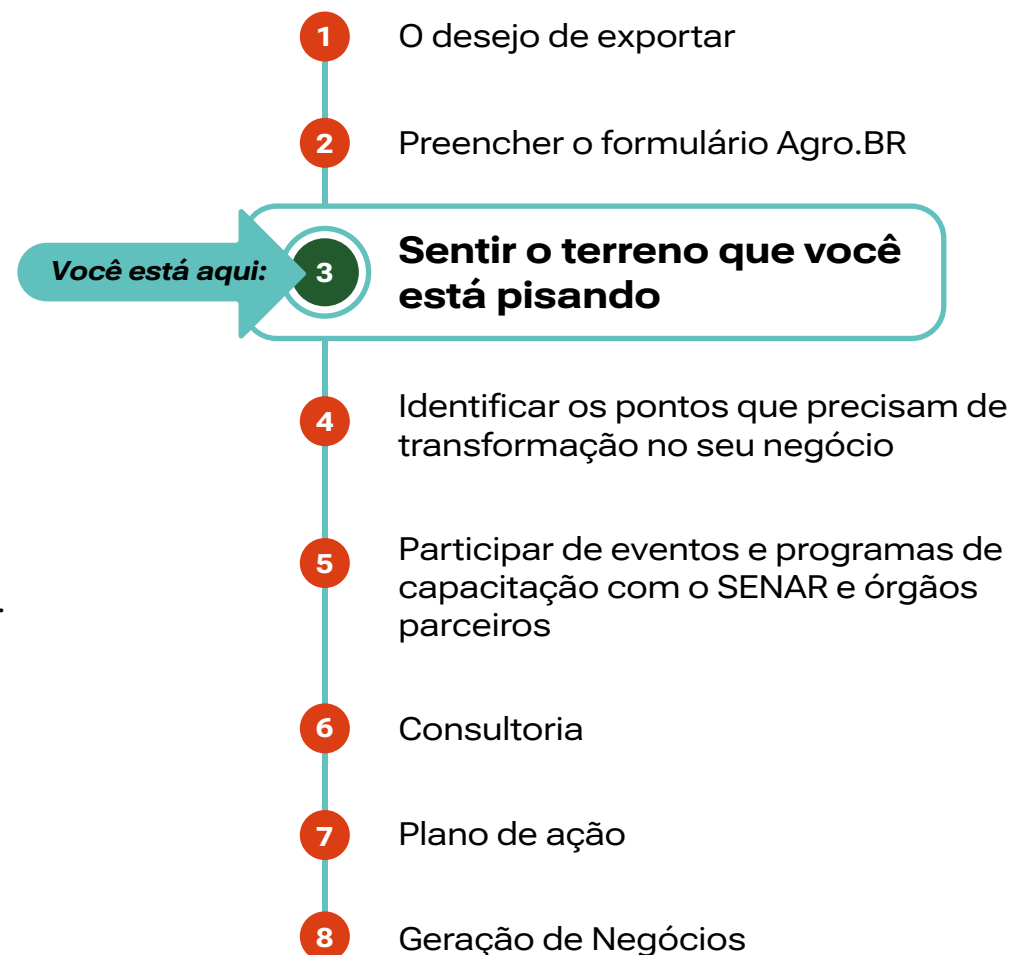 1 O desejo de exportar
2 Preencher o formulário Agro.BR
Você está aqui: 3 Sentir o terreno que você
está pisando
4 Identificar os pontos que precisam de
transformação no seu negócio
5 Participar de eventos e programas de
capacitação com o SENAR e órgãos
parceiros
.
6 Consultoria
7 Plano de ação
8 Geração de Negócios